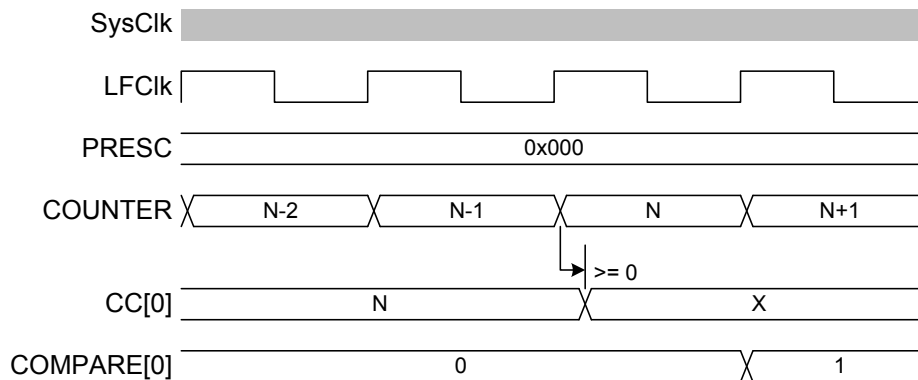 SysClk
LFClk
PRESC 0x000
COUNTER N-2 N-1 N N+1
>= 0
CC[0] N X
COMPARE[0] 0 1